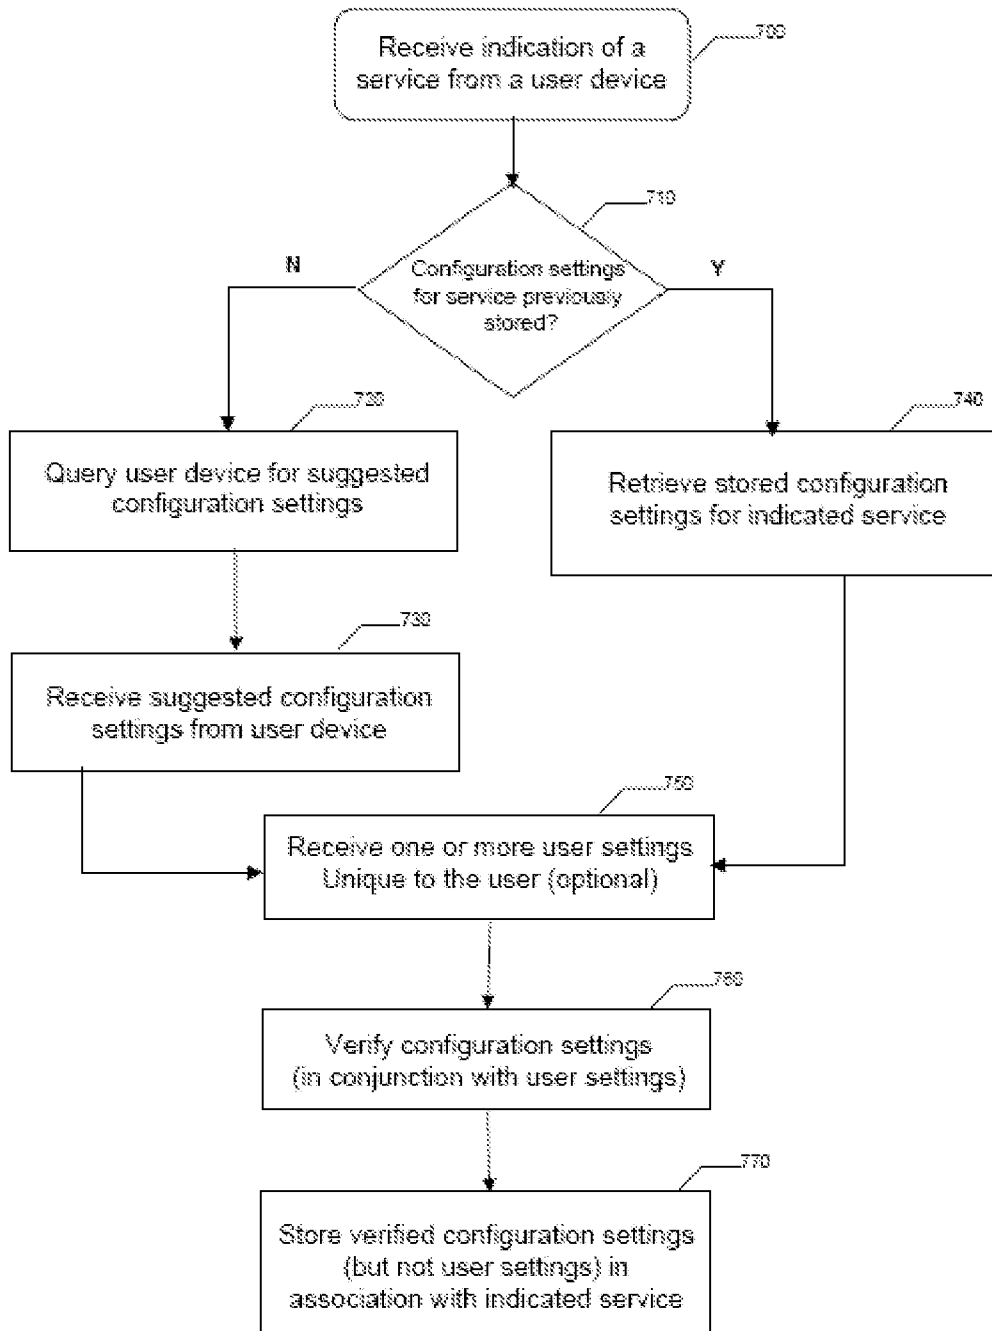 Receive indication of a
service from a user device
700
710
Configuration settings
for service previously
stored?
N
Y
720
740
Query user device for suggested
configuration settings
Retrieve stored configuration
settings for indicated service
730
Receive suggested configuration
settings from user device
750
Receive one or more user settings
Unique to the user (optional)
760
Verify configuration settings
(in conjunction with user settings)
770
Store verified configuration settings
(but not user settings) in
association with indicated service